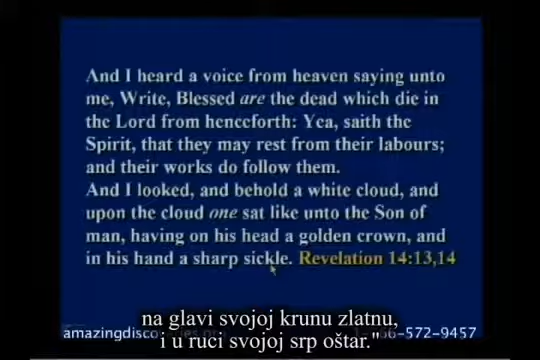 And I heard a voice from heaven saying unto
me, Write, Blessed are the dead which die in
the Lord from henceforth: Yea, saith the
Spirit, that they may rest from their labours;
and their works do follow them.
And I looked, and behold a white cloud, and
upon the cloud one sat like unto the Son of
man, having on his head a golden crown, and
in his hand a sharp sickle. Revelation 14:13,14
na glavi svojoj krunu zlatnu,
i u ruci svojoj srp oštar."
-572-9457